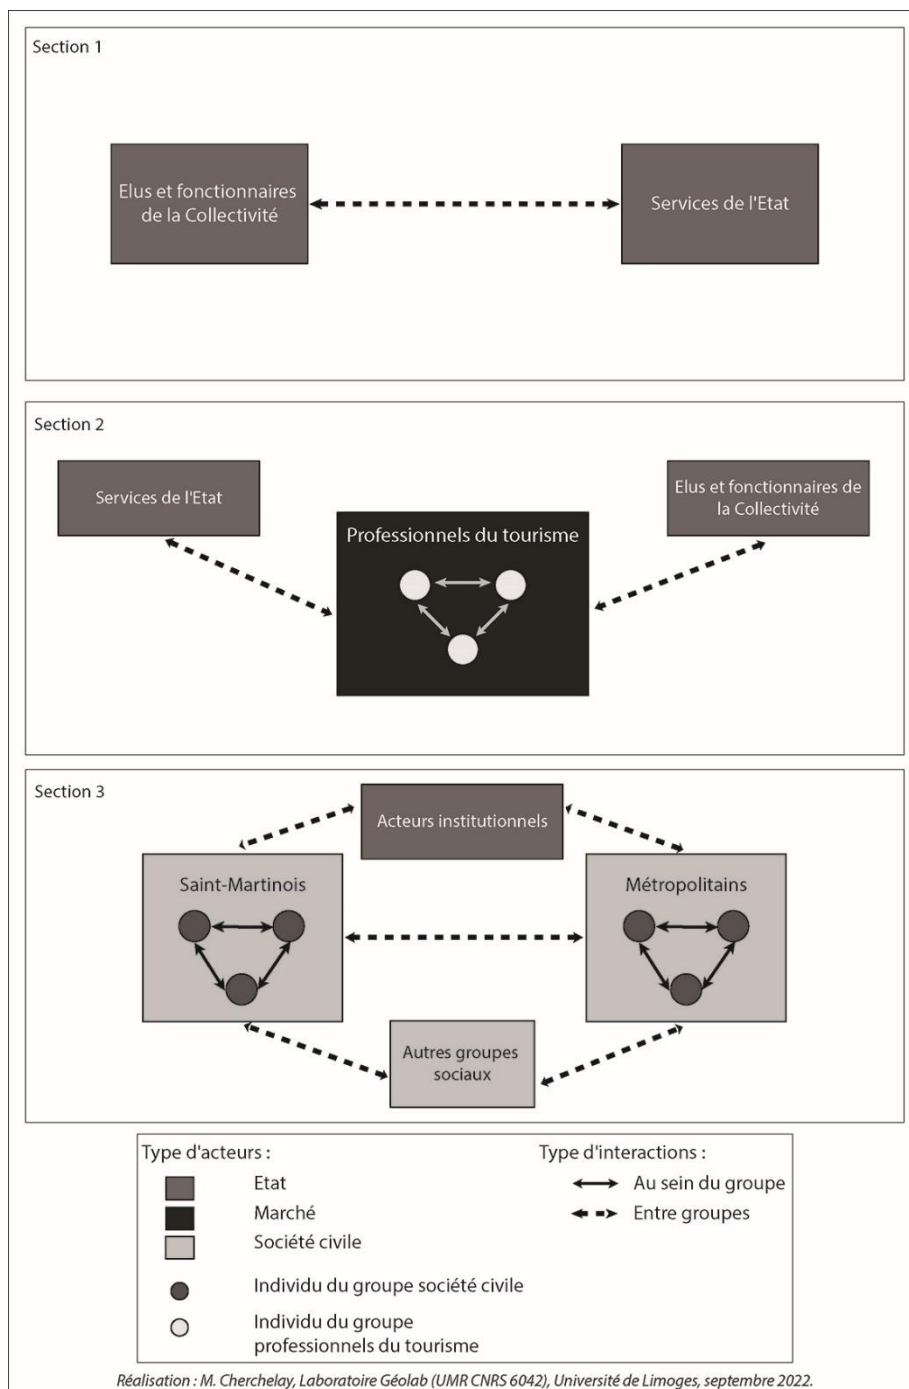 Section 1
Elus et fonctionnaires
de la Collectivité
Services de l'Etat
Section 2
Services de l'Etat
Elus et fonctionnaires de
la Collectivité
Professionnels du tourisme
Section 3
Acteurs institutionnels
Saint-Martinois
Métropolitains
Autres groupes
sociaux
Type d'acteurs :
Etat
Marché
Société civile
Individu du groupe société civile
Individu du groupe
professionnels du tourisme
Type d'interactions :
Au sein du groupe
Entre groupes
Réalisation : M. Cherchelay, Laboratoire Géolab (UMR CNRS 6042), Université de Limoges, septembre 2022.